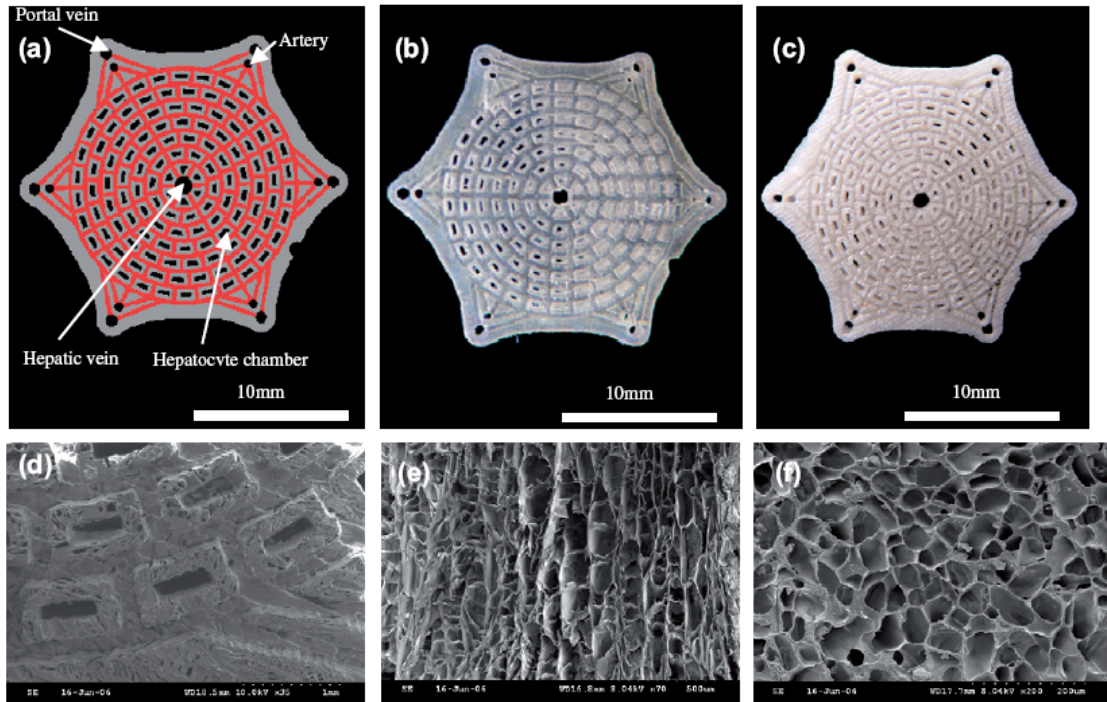 Portal vein
(a)
Artery
Hepatic vein
Hepatocvte chamber
10mm
(b)
10mm
(c)
10mm
(d)
SE 16-Jun-06 WD18.5mm 10.0kV x35 1mm
(e)
SE 16-Jun-06 WD16.8mm 8.04kV x70 500um
(f)
SE 16-Jun-06 WD17.7mm 8.04kV x200 200um